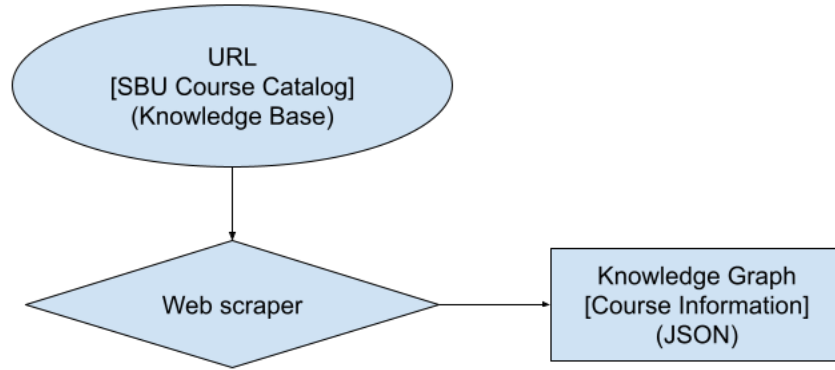 URL
[SBU Course Catalog]
(Knowledge Base)
Web scraper
Knowledge Graph
[Course Information]
(JSON)